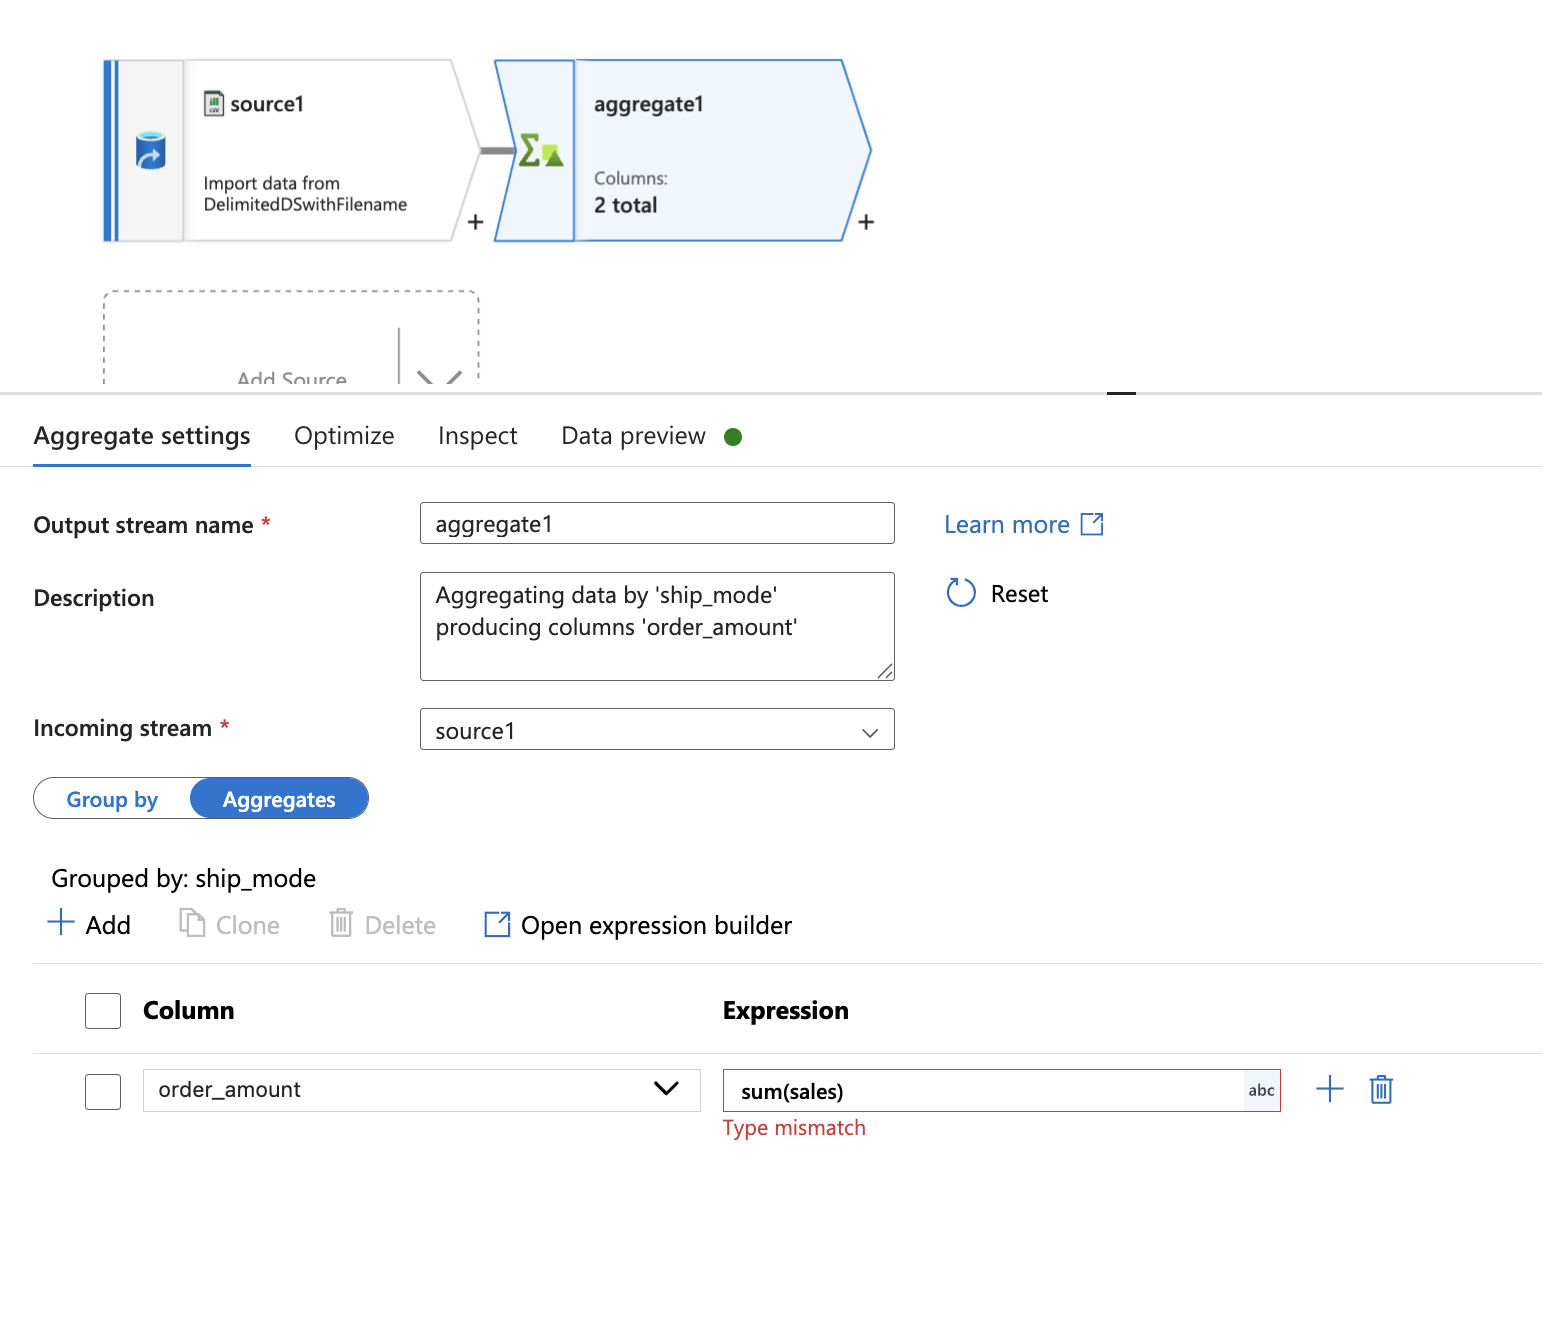 source1
Import data from
DelimitedDSwithFilename
+
aggregate1
Columns:
2 total
+
Add Source
Aggregate settings
Optimize
Inspect
Data preview
Output stream name *
aggregate1
Learn more
Description
Aggregating data by 'ship_mode'
producing columns 'order_amount'
Reset
Incoming stream *
source1
Group by
Aggregates
Grouped by: ship_mode
Add
Clone
Delete
Open expression builder
Column
Expression
order_amount
sum(sales)
abc
Type mismatch